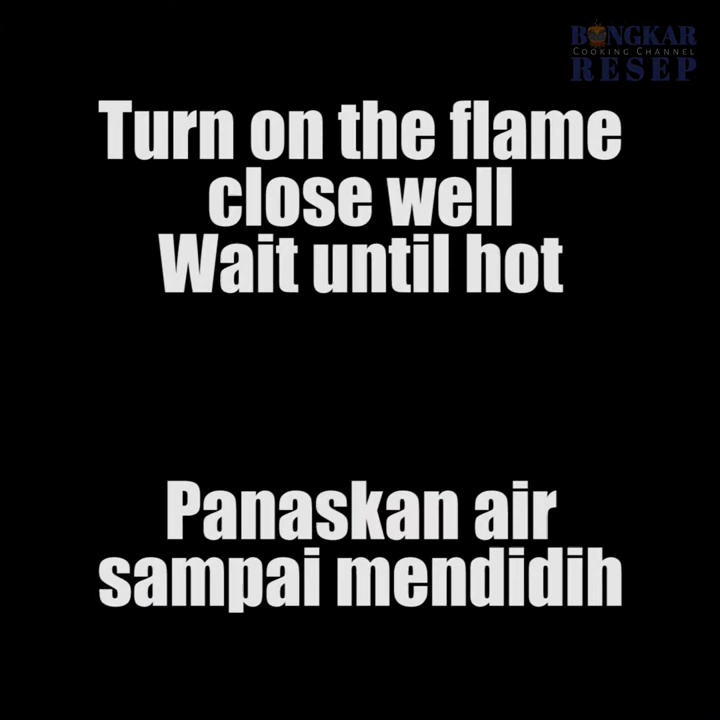 BONGKAR
COOKING CHANNEL
RESEP
Turn on the flame
close well
Wait until hot
Panaskan air
sampai mendidih